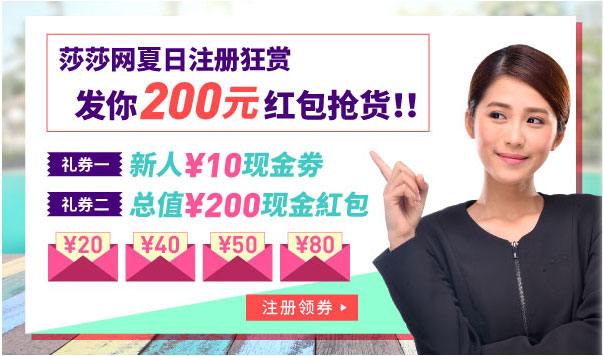 莎莎网夏日注册狂赏
发你200元红包抢货!!
礼券一 新人¥10现金券
礼券二 总值¥200现金紅包
¥20 ¥40 ¥50 ¥80
注册领券